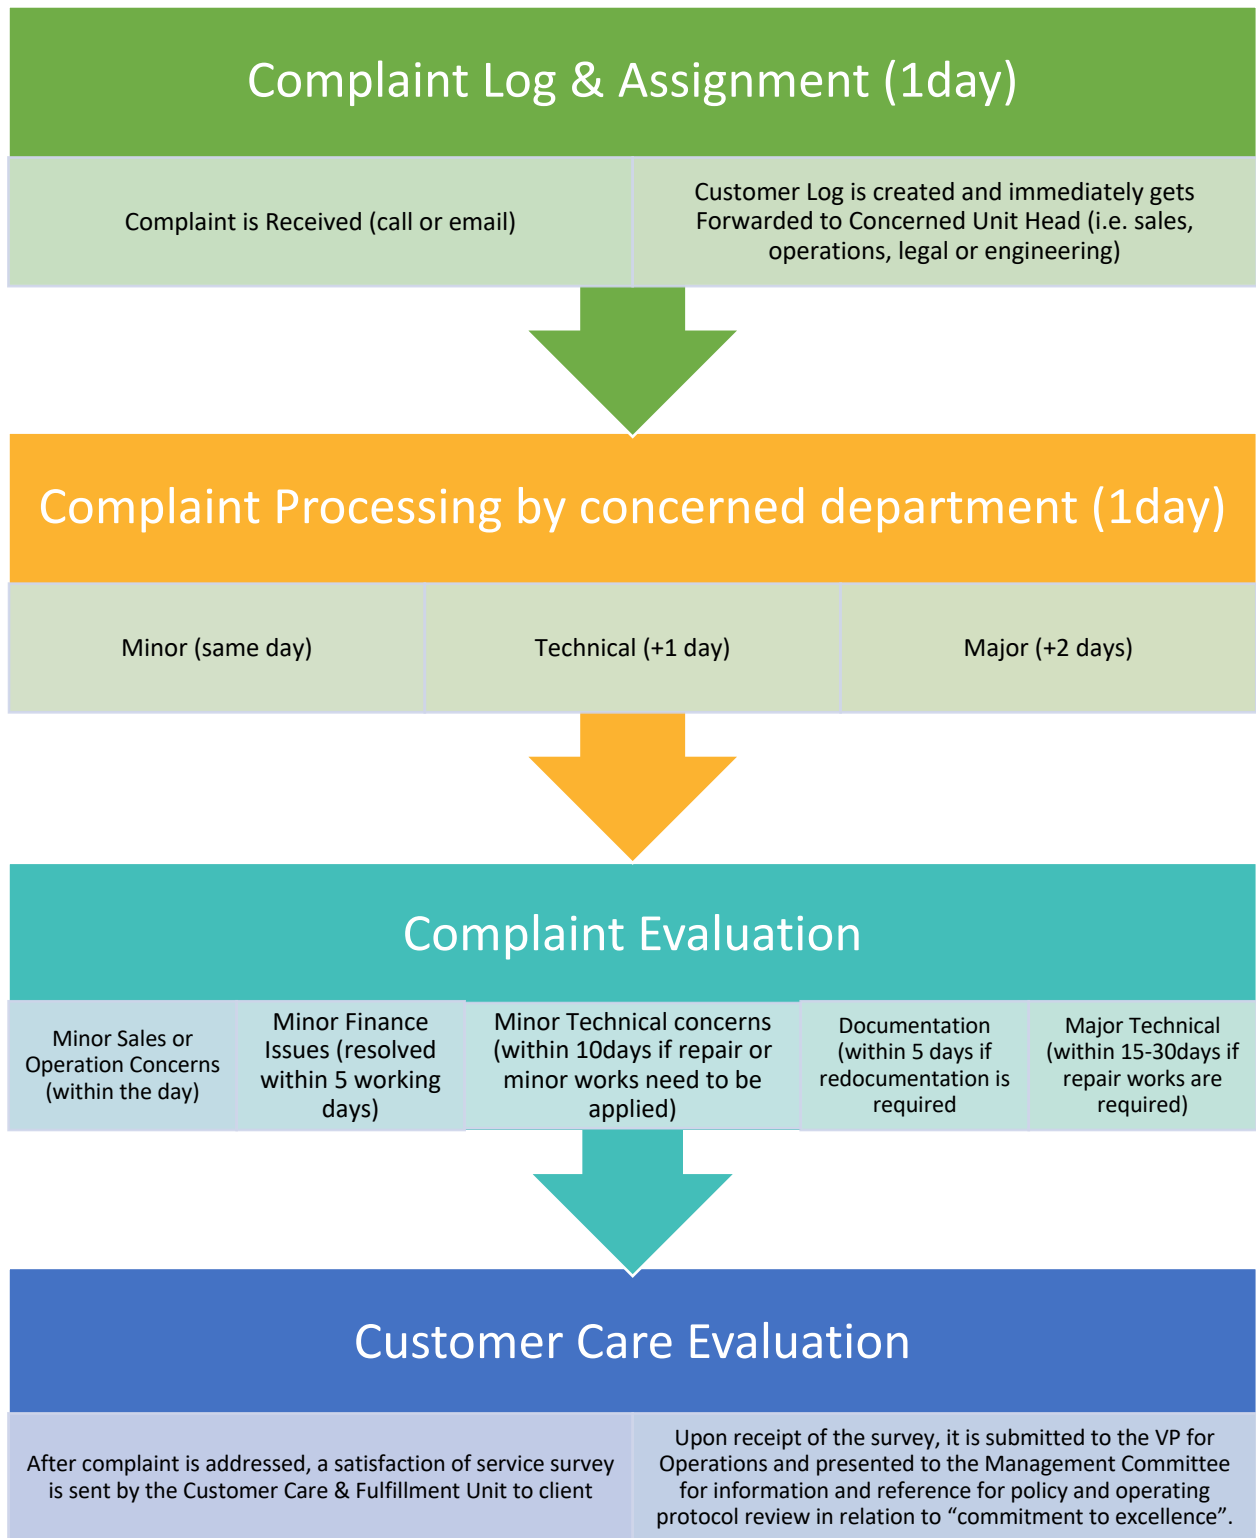 Complaint Log & Assignment (1day)
Complaint is Received (call or email)
Customer Log is created and immediately gets
Forwarded to Concerned Unit Head (i.e. sales,
operations, legal or engineering)
Complaint Processing by concerned department (1day)
Minor (same day)
Technical (+1 day)
Major (+2 days)
Complaint Evaluation
Minor Sales or
Operation Concerns
(within the day)
Minor Finance
Issues (resolved
within 5 working
days)
Minor Technical concerns
(within 10days if repair or
minor works need to be
applied)
Documentation
(within 5 days if
redocumentation is
required
Major Technical
(within 15-30days if
repair works are
required)
Customer Care Evaluation
After complaint is addressed, a satisfaction of service survey
is sent by the Customer Care & Fulfillment Unit to client
Upon receipt of the survey, it is submitted to the VP for
Operations and presented to the Management Committee
for information and reference for policy and operating
protocol review in relation to “commitment to excellence”.